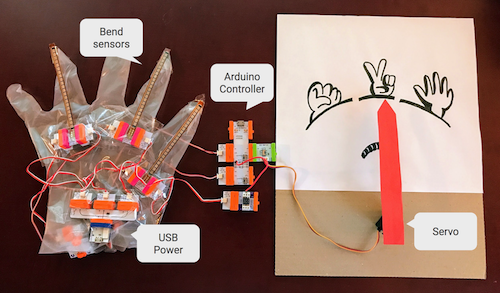 Bend
sensors
Arduino
Controller
USB
Power
Servo